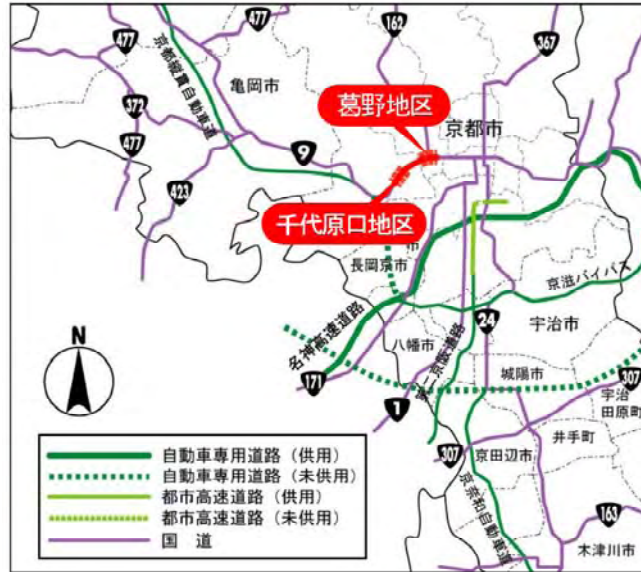 477
477
162
367
京都縦貫自動車道
亀岡市
372
葛野地区
京都市
477
9
423
千代原口地区
市
長岡京市
京滋バイパス
名神高速道路
24
宇治市
八幡市
第二京阪道路
171
城陽市
307
宇治
田原町
1
井手町
307
京田辺市
京奈和自動車道
163
木津川市
N
自動車専用道路（供用）
自動車専用道路（未供用）
都市高速道路（供用）
都市高速道路（未供用）
国　道